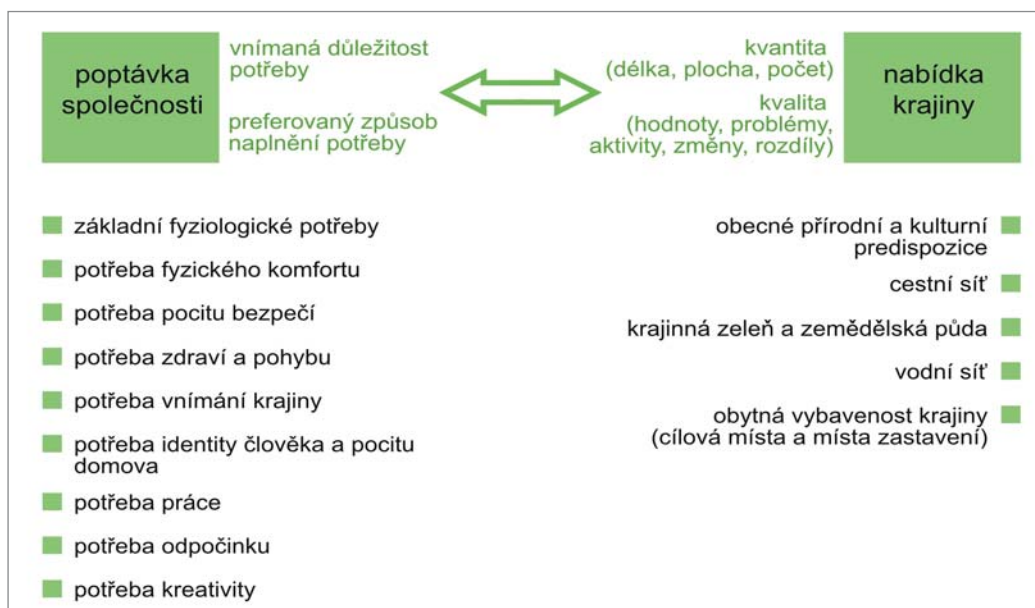 poptávka
společnosti
vnímaná důležitost
potřeby
preferovaný způsob
naplnění potřeby
kvantita
(délka, plocha, počet)
kvalita
(hodnoty, problémy,
aktivity, změny, rozdíly)
nabídka
krajiny
základní fyziologické potřeby
potřeba fyzického komfortu
potřeba pocitu bezpečí
potřeba zdraví a pohybu
potřeba vnímání krajiny
potřeba identity člověka a pocitu
domova
potřeba práce
potřeba odpočinku
potřeba kreativity
obecné přírodní a kulturní
predispozice
cestní síť
krajinná zeleň a zemědělská půda
vodní síť
obytná vybavenost krajiny
(cílová místa a místa zastavení)